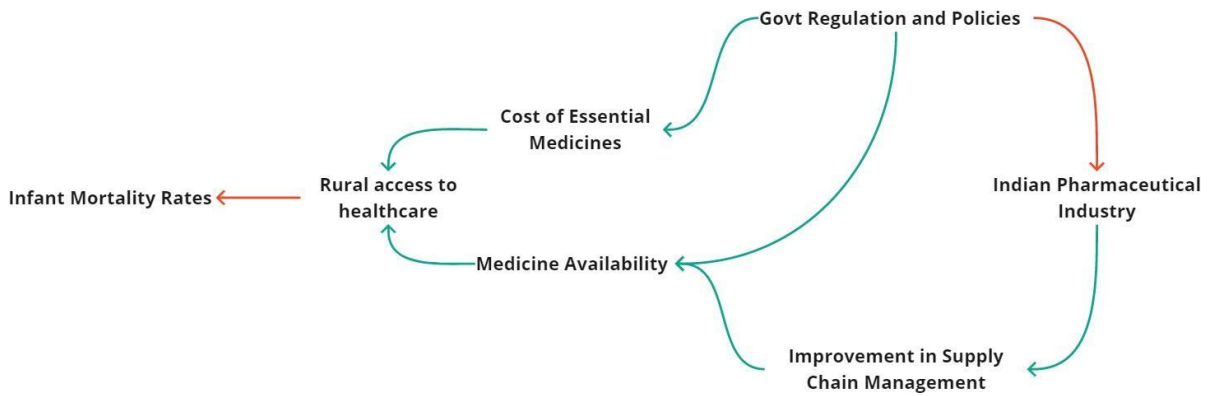 Govt Regulation and Policies
Cost of Essential
Medicines
Infant Mortality Rates
Rural access to
healthcare
Indian Pharmaceutical
Industry
Medicine Availability
Improvement in Supply
Chain Management